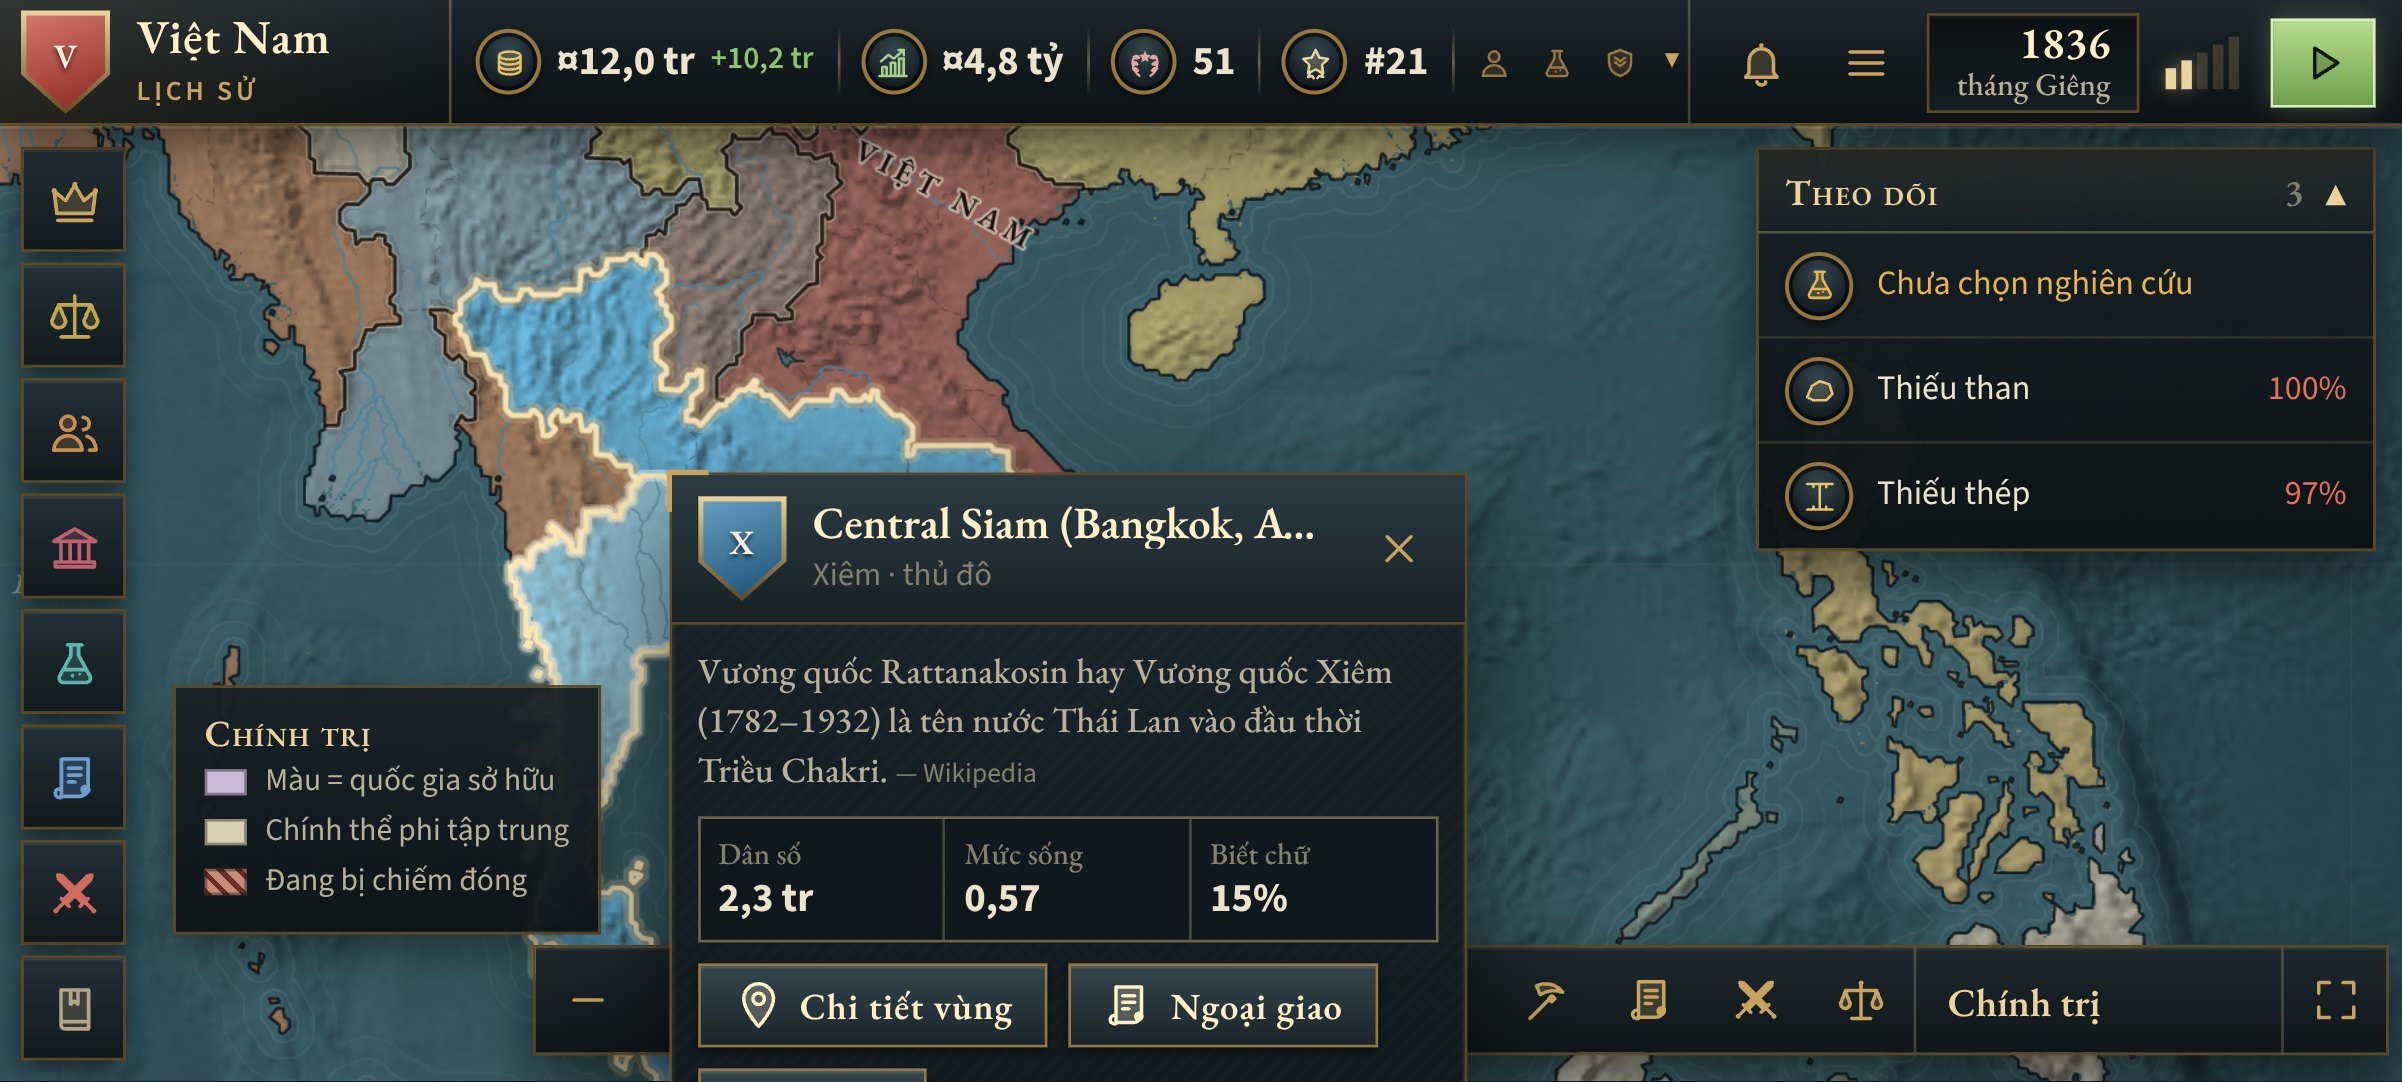 V
Việt Nam
LỊCH SỬ
¤12,0 tr +10,2 tr
¤4,8 tỷ
51
#21
1836
tháng Giêng
VIỆT NAM
Theo dõi 3
Chưa chọn nghiên cứu
Thiếu than 100%
Thiếu thép 97%
X
Central Siam (Bangkok, A...
Xiêm · thủ đô
Vương quốc Rattanakosin hay Vương quốc Xiêm
(1782–1932) là tên nước Thái Lan vào đầu thời
Triều Chakri. — Wikipedia
Dân số Mức sống Biết chữ
2,3 tr 0,57 15%
Chi tiết vùng Ngoại giao
Chính trị
Màu = quốc gia sở hữu
Chính thể phi tập trung
Đang bị chiếm đóng
Chính trị